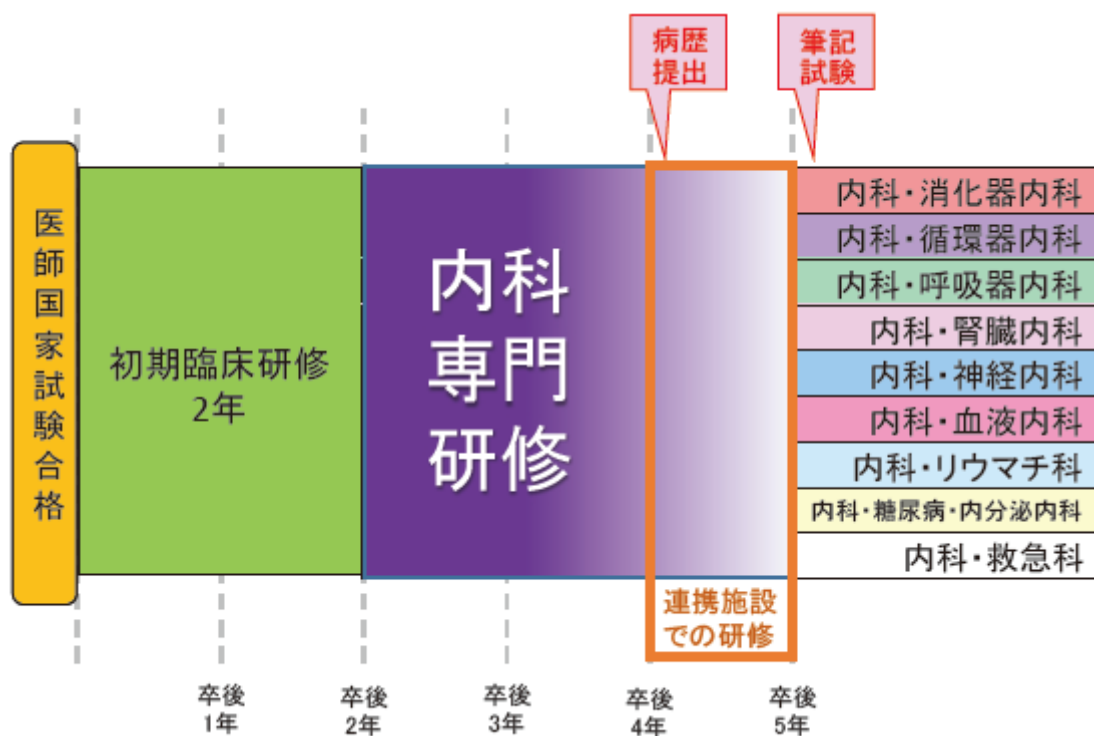 病歴
提出
筆記
試験
医師国家試験合格
初期臨床研修
2年
内科
専門
研修
内科・消化器内科
内科・循環器内科
内科・呼吸器内科
内科・腎臓内科
内科・神経内科
内科・血液内科
内科・リウマチ科
内科・糖尿病・内分泌内科
内科・救急科
連携施設
での研修
卒後
1年
卒後
2年
卒後
3年
卒後
4年
卒後
5年